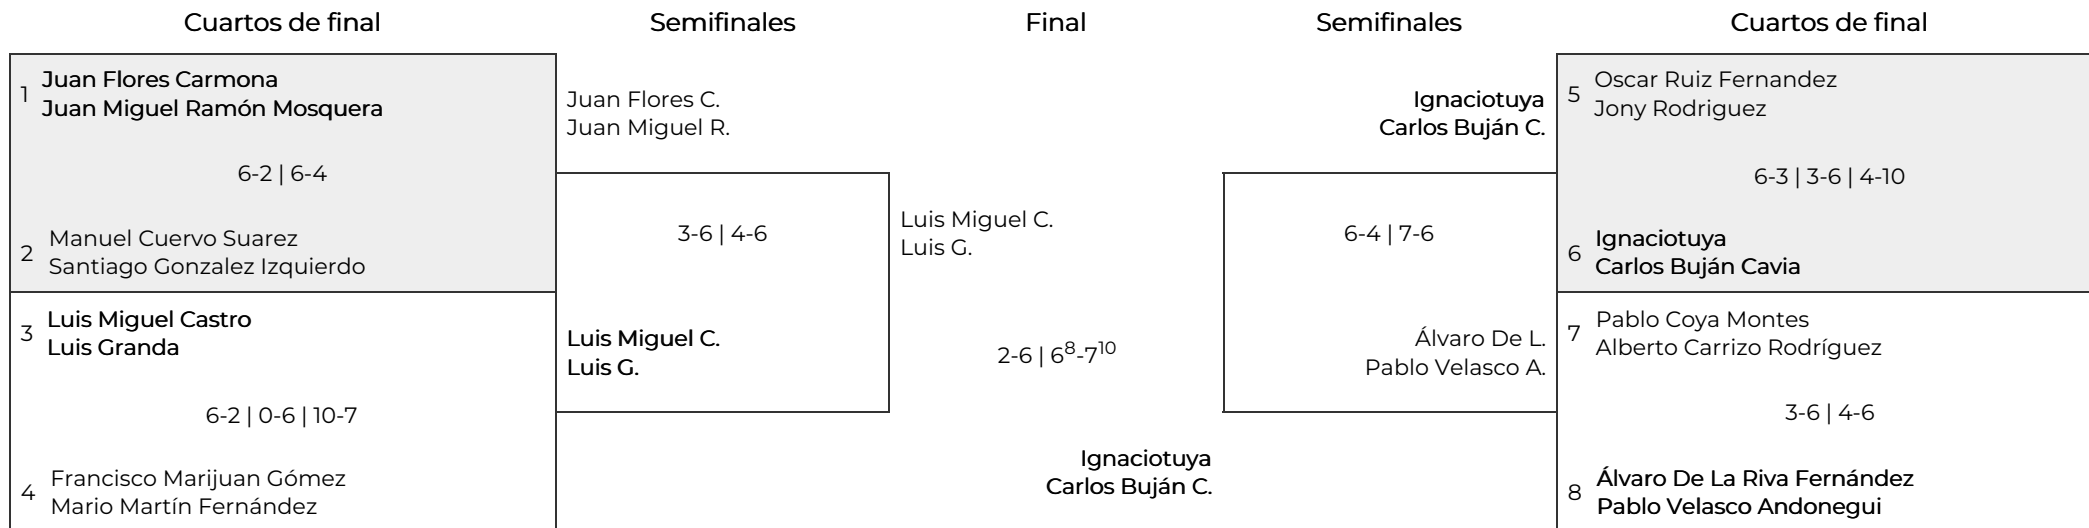 Cuartos de final
Semifinales
Final
Semifinales
Cuartos de final
1
Juan Flores Carmona
Juan Miguel Ramón Mosquera
6-2 | 6-4
2
Manuel Cuervo Suarez
Santiago Gonzalez Izquierdo
3
Luis Miguel Castro
Luis Granda
6-2 | 0-6 | 10-7
4
Francisco Marijuan Gómez
Mario Martín Fernández
Juan Flores C.
Juan Miguel R.
3-6 | 4-6
Luis Miguel C.
Luis G.
Luis Miguel C.
Luis G.
2-6 | 6⁸-7¹⁰
Ignaciotuya
Carlos Buján C.
Ignaciotuya
Carlos Buján C.
6-4 | 7-6
Álvaro De L.
Pablo Velasco A.
5
Oscar Ruiz Fernandez
Jony Rodriguez
6-3 | 3-6 | 4-10
6
Ignaciotuya
Carlos Buján Cavia
7
Pablo Coya Montes
Alberto Carrizo Rodríguez
3-6 | 4-6
8
Álvaro De La Riva Fernández
Pablo Velasco Andonegui